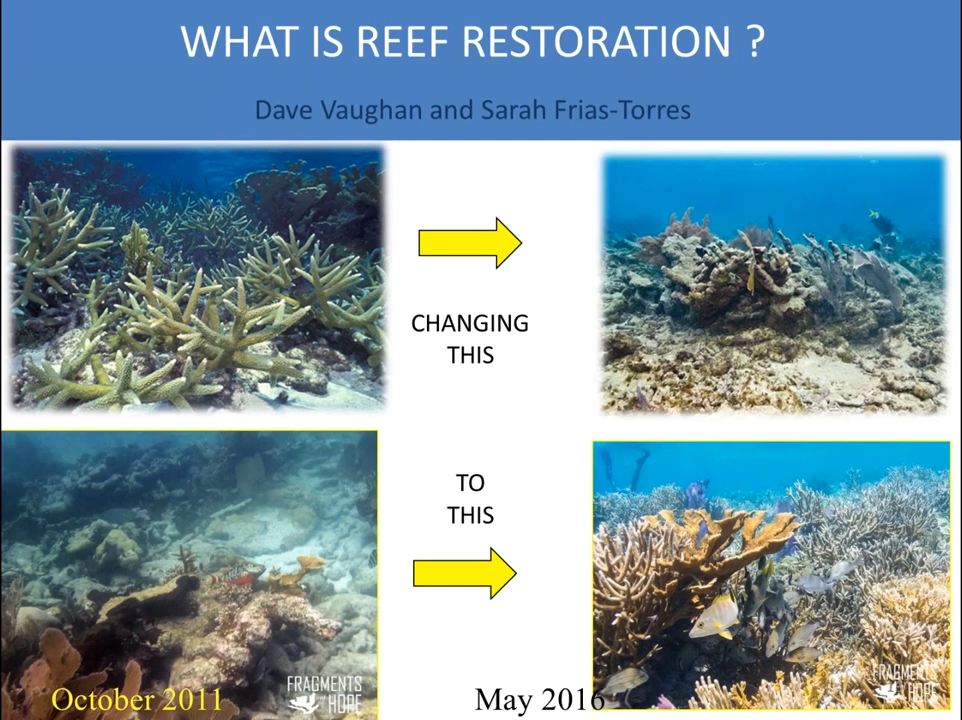 WHAT IS REEF RESTORATION ?
Dave Vaughan and Sarah Frias-Torres
CHANGING
THIS
TO
THIS
October 2011
FRAGMENTS
HOPE
May 2016
FRAGMENTS
HOPE